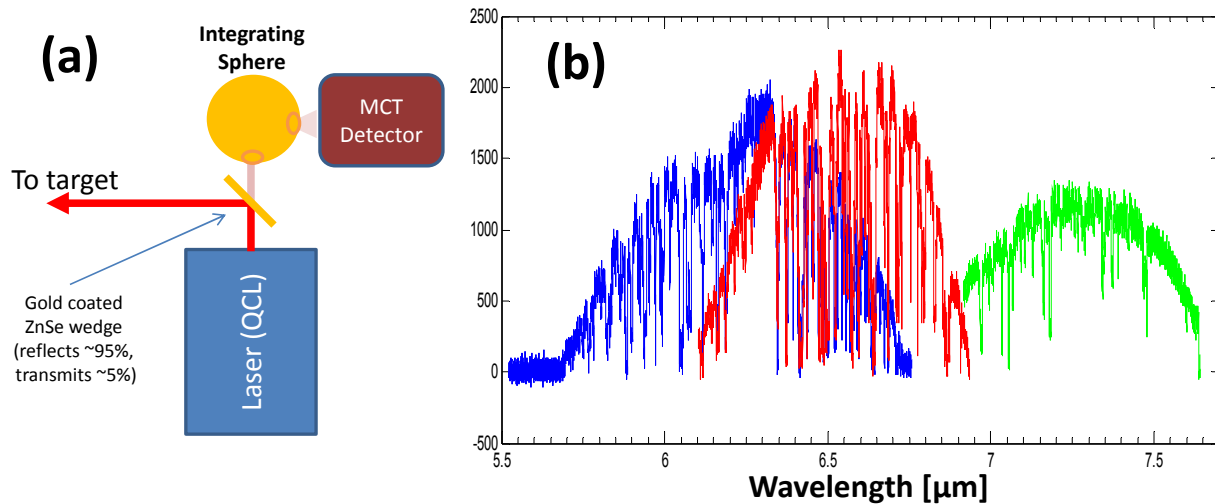 (a)
Integrating
Sphere
MCT
Detector
To target
Gold coated
ZnSe wedge
(reflects ~95%,
transmits ~5%)
Laser (QCL)
(b)
2500
2000
1500
1000
500
0
-500
5.5
6
6.5
7
7.5
Wavelength [µm]